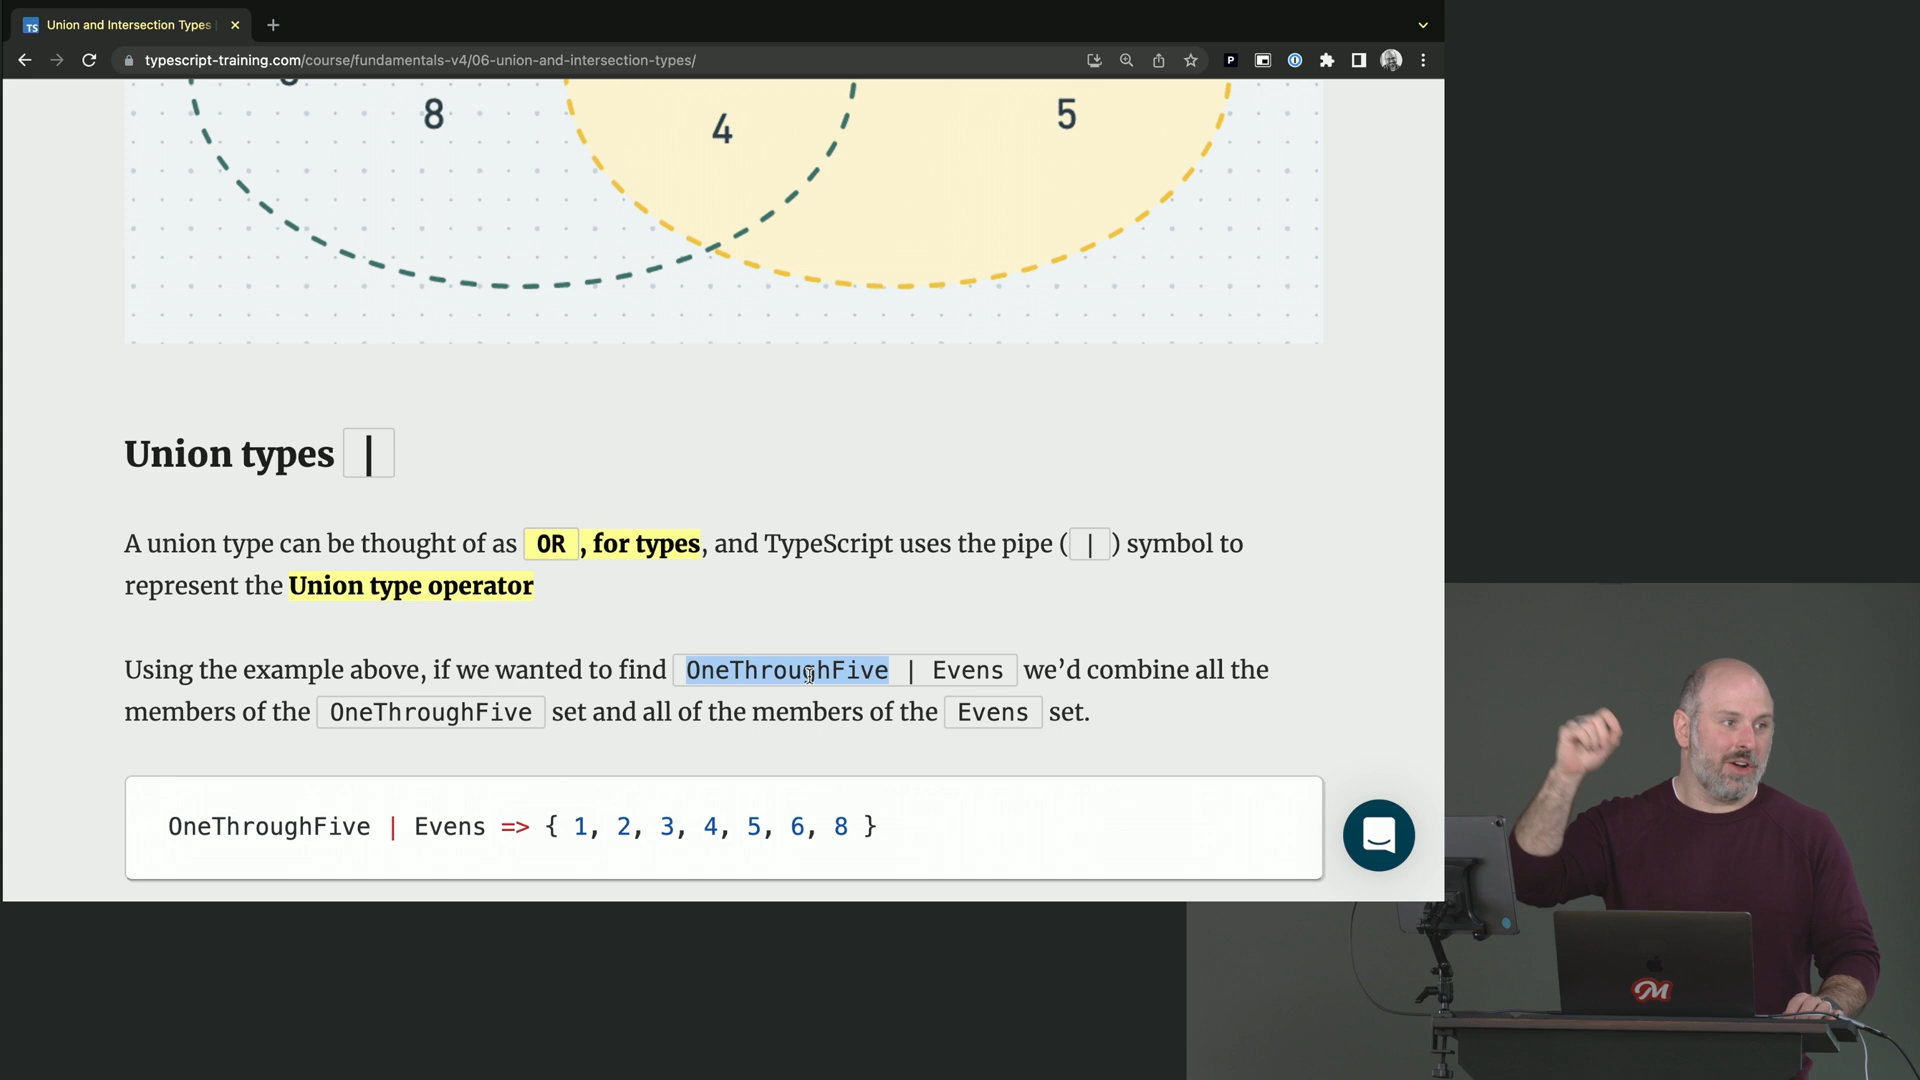 Union and Intersection Types
typescript-training.com/course/fundamentals-v4/06-union-and-intersection-types/
8
4
5
Union types |
A union type can be thought of as OR, for types, and TypeScript uses the pipe ( | ) symbol to
represent the Union type operator
Using the example above, if we wanted to find OneThroughFive | Evens we’d combine all the
members of the OneThroughFive set and all of the members of the Evens set.
OneThroughFive | Evens => { 1, 2, 3, 4, 5, 6, 8 }
TS
P
M